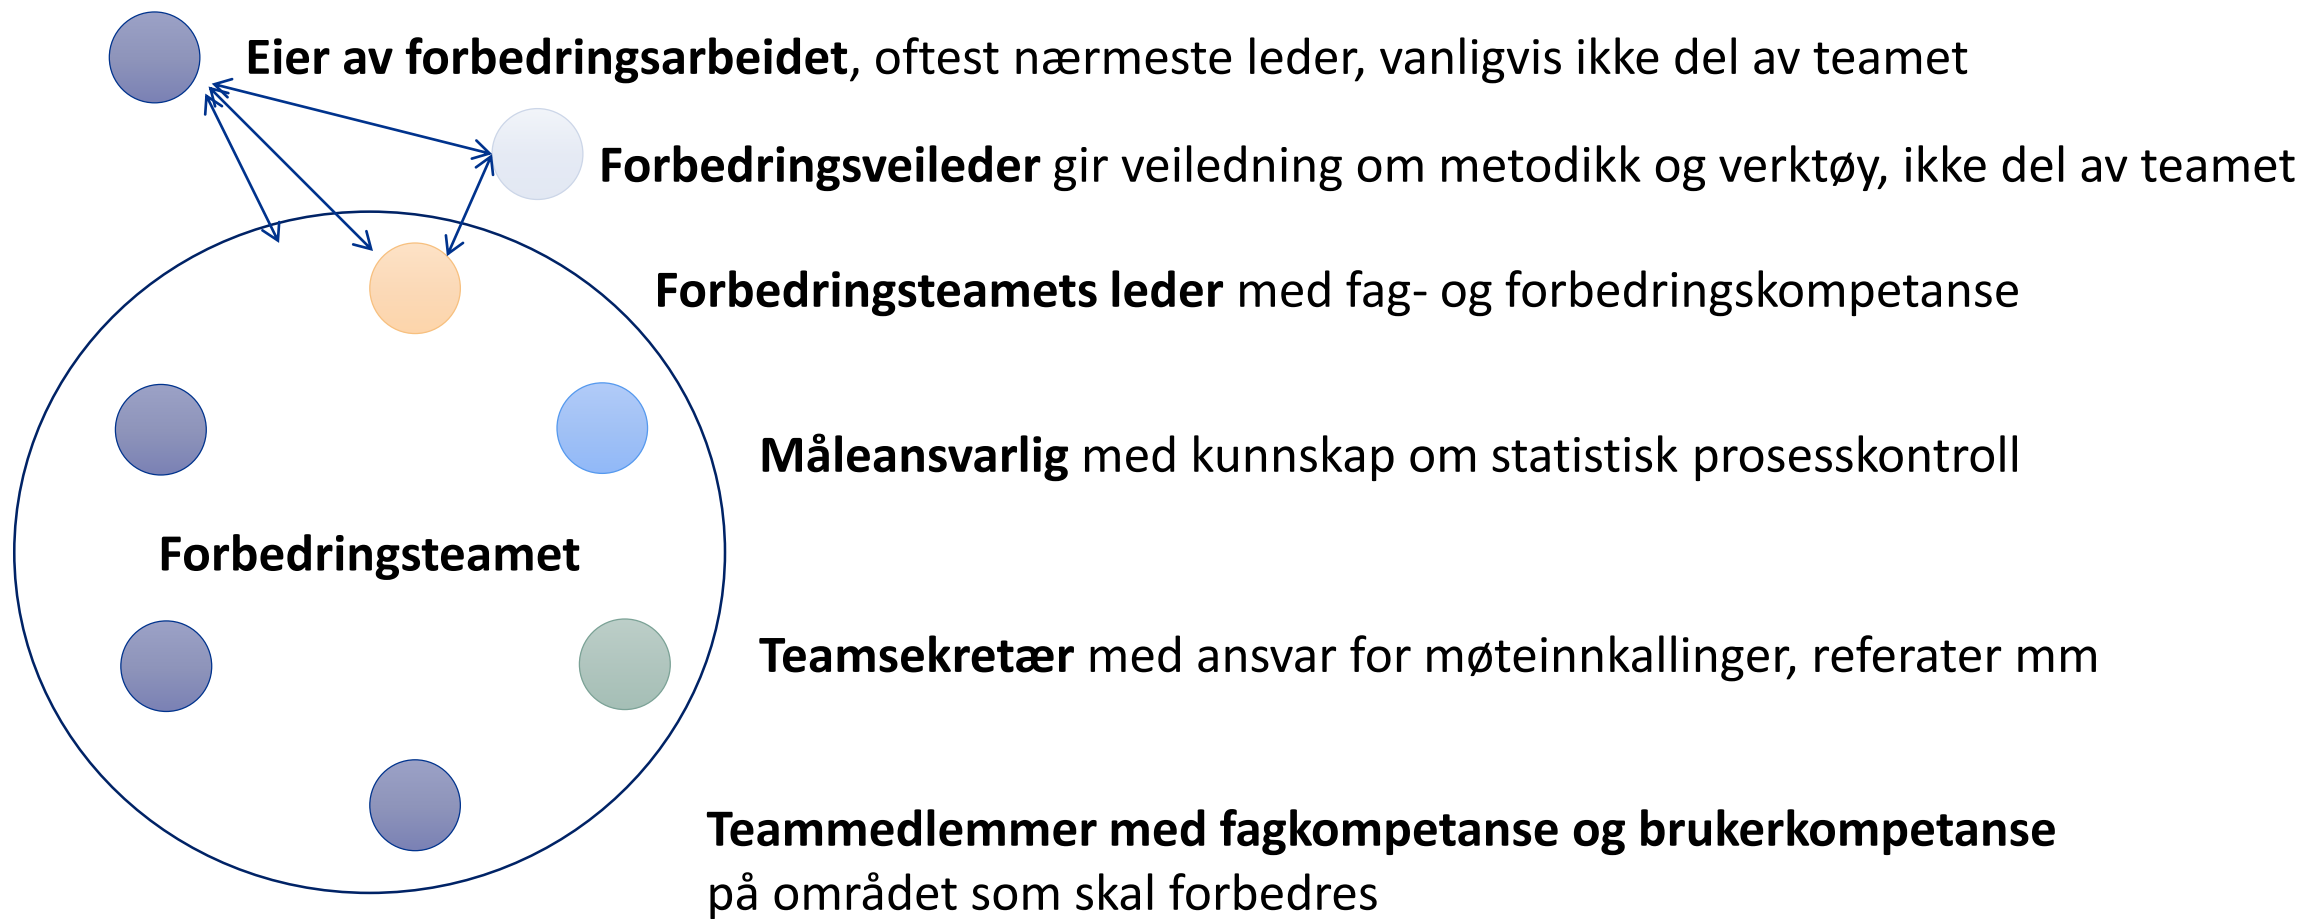 Eier av forbedringsarbeidet, oftest nærmeste leder, vanligvis ikke del av teamet
Forbedringsveileder gir veiledning om metodikk og verktøy, ikke del av teamet
Forbedringsteamets leder med fag- og forbedringskompetanse
Måleansvarlig med kunnskap om statistisk prosesskontroll
Forbedringsteamet
Teamsekretær med ansvar for møteinnkallinger, referater mm
Teammedlemmer med fagkompetanse og brukerkompetanse
på området som skal forbedres